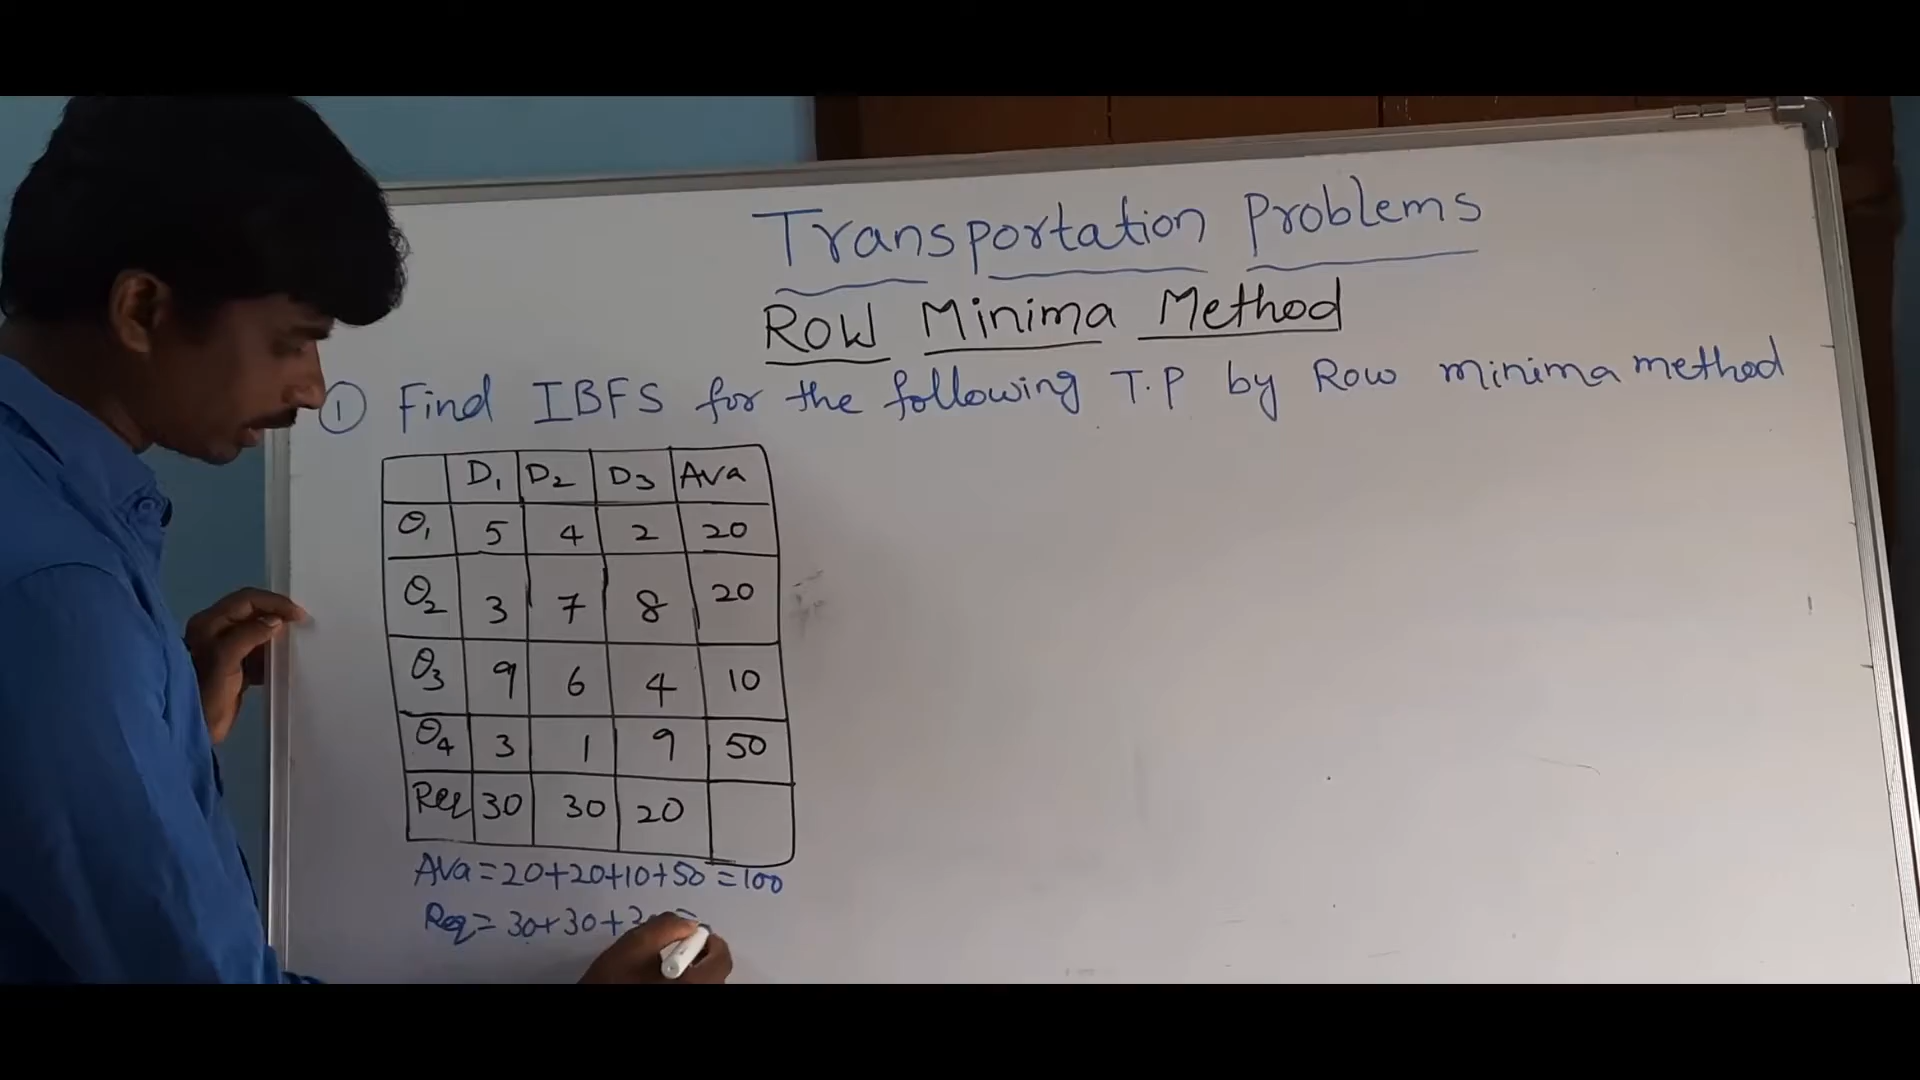 Transportation Problems
Row Minima Method
① Find IBFS for the following T.P by Row minima method
D₁ D₂ D₃ Ava
O₁ 5 4 2 20
O₂ 3 7 8 20
O₃ 9 6 4 10
O₄ 3 1 9 50
Req 30 30 20
Ava = 20+20+10+50 = 100
Req = 30+30+